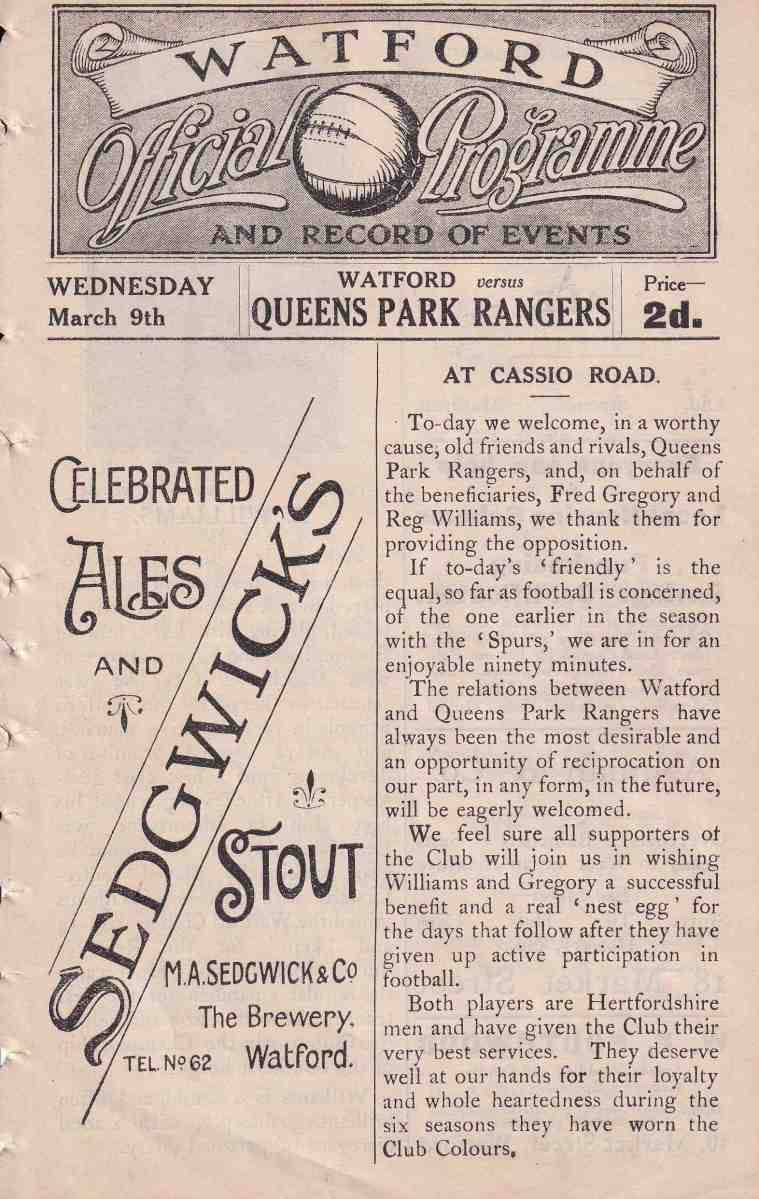 WATFORD
Official Programme
AND RECORD OF EVENTS
WEDNESDAY
March 9th
WATFORD versus
QUEENS PARK RANGERS
Price—
2d.
CELEBRATED
ALES
AND
SEDGWICK'S
STOUT
M.A. SEDGWICK & Co
The Brewery,
TEL. No 62 Watford.
AT CASSIO ROAD.
To-day we welcome, in a worthy
cause, old friends and rivals, Queens
Park Rangers, and, on behalf of
the beneficiaries, Fred Gregory and
Reg Williams, we thank them for
providing the opposition.
If to-day's ‘friendly’ is the
equal, so far as football is concerned,
of the one earlier in the season
with the ‘Spurs,’ we are in for an
enjoyable ninety minutes.
The relations between Watford
and Queens Park Rangers have
always been the most desirable and
an opportunity of reciprocation on
our part, in any form, in the future,
will be eagerly welcomed.
We feel sure all supporters of
the Club will join us in wishing
Williams and Gregory a successful
benefit and a real ‘nest egg’ for
the days that follow after they have
given up active participation in
football.
Both players are Hertfordshire
men and have given the Club their
very best services. They deserve
well at our hands for their loyalty
and whole heartedness during the
six seasons they have worn the
Club Colours.